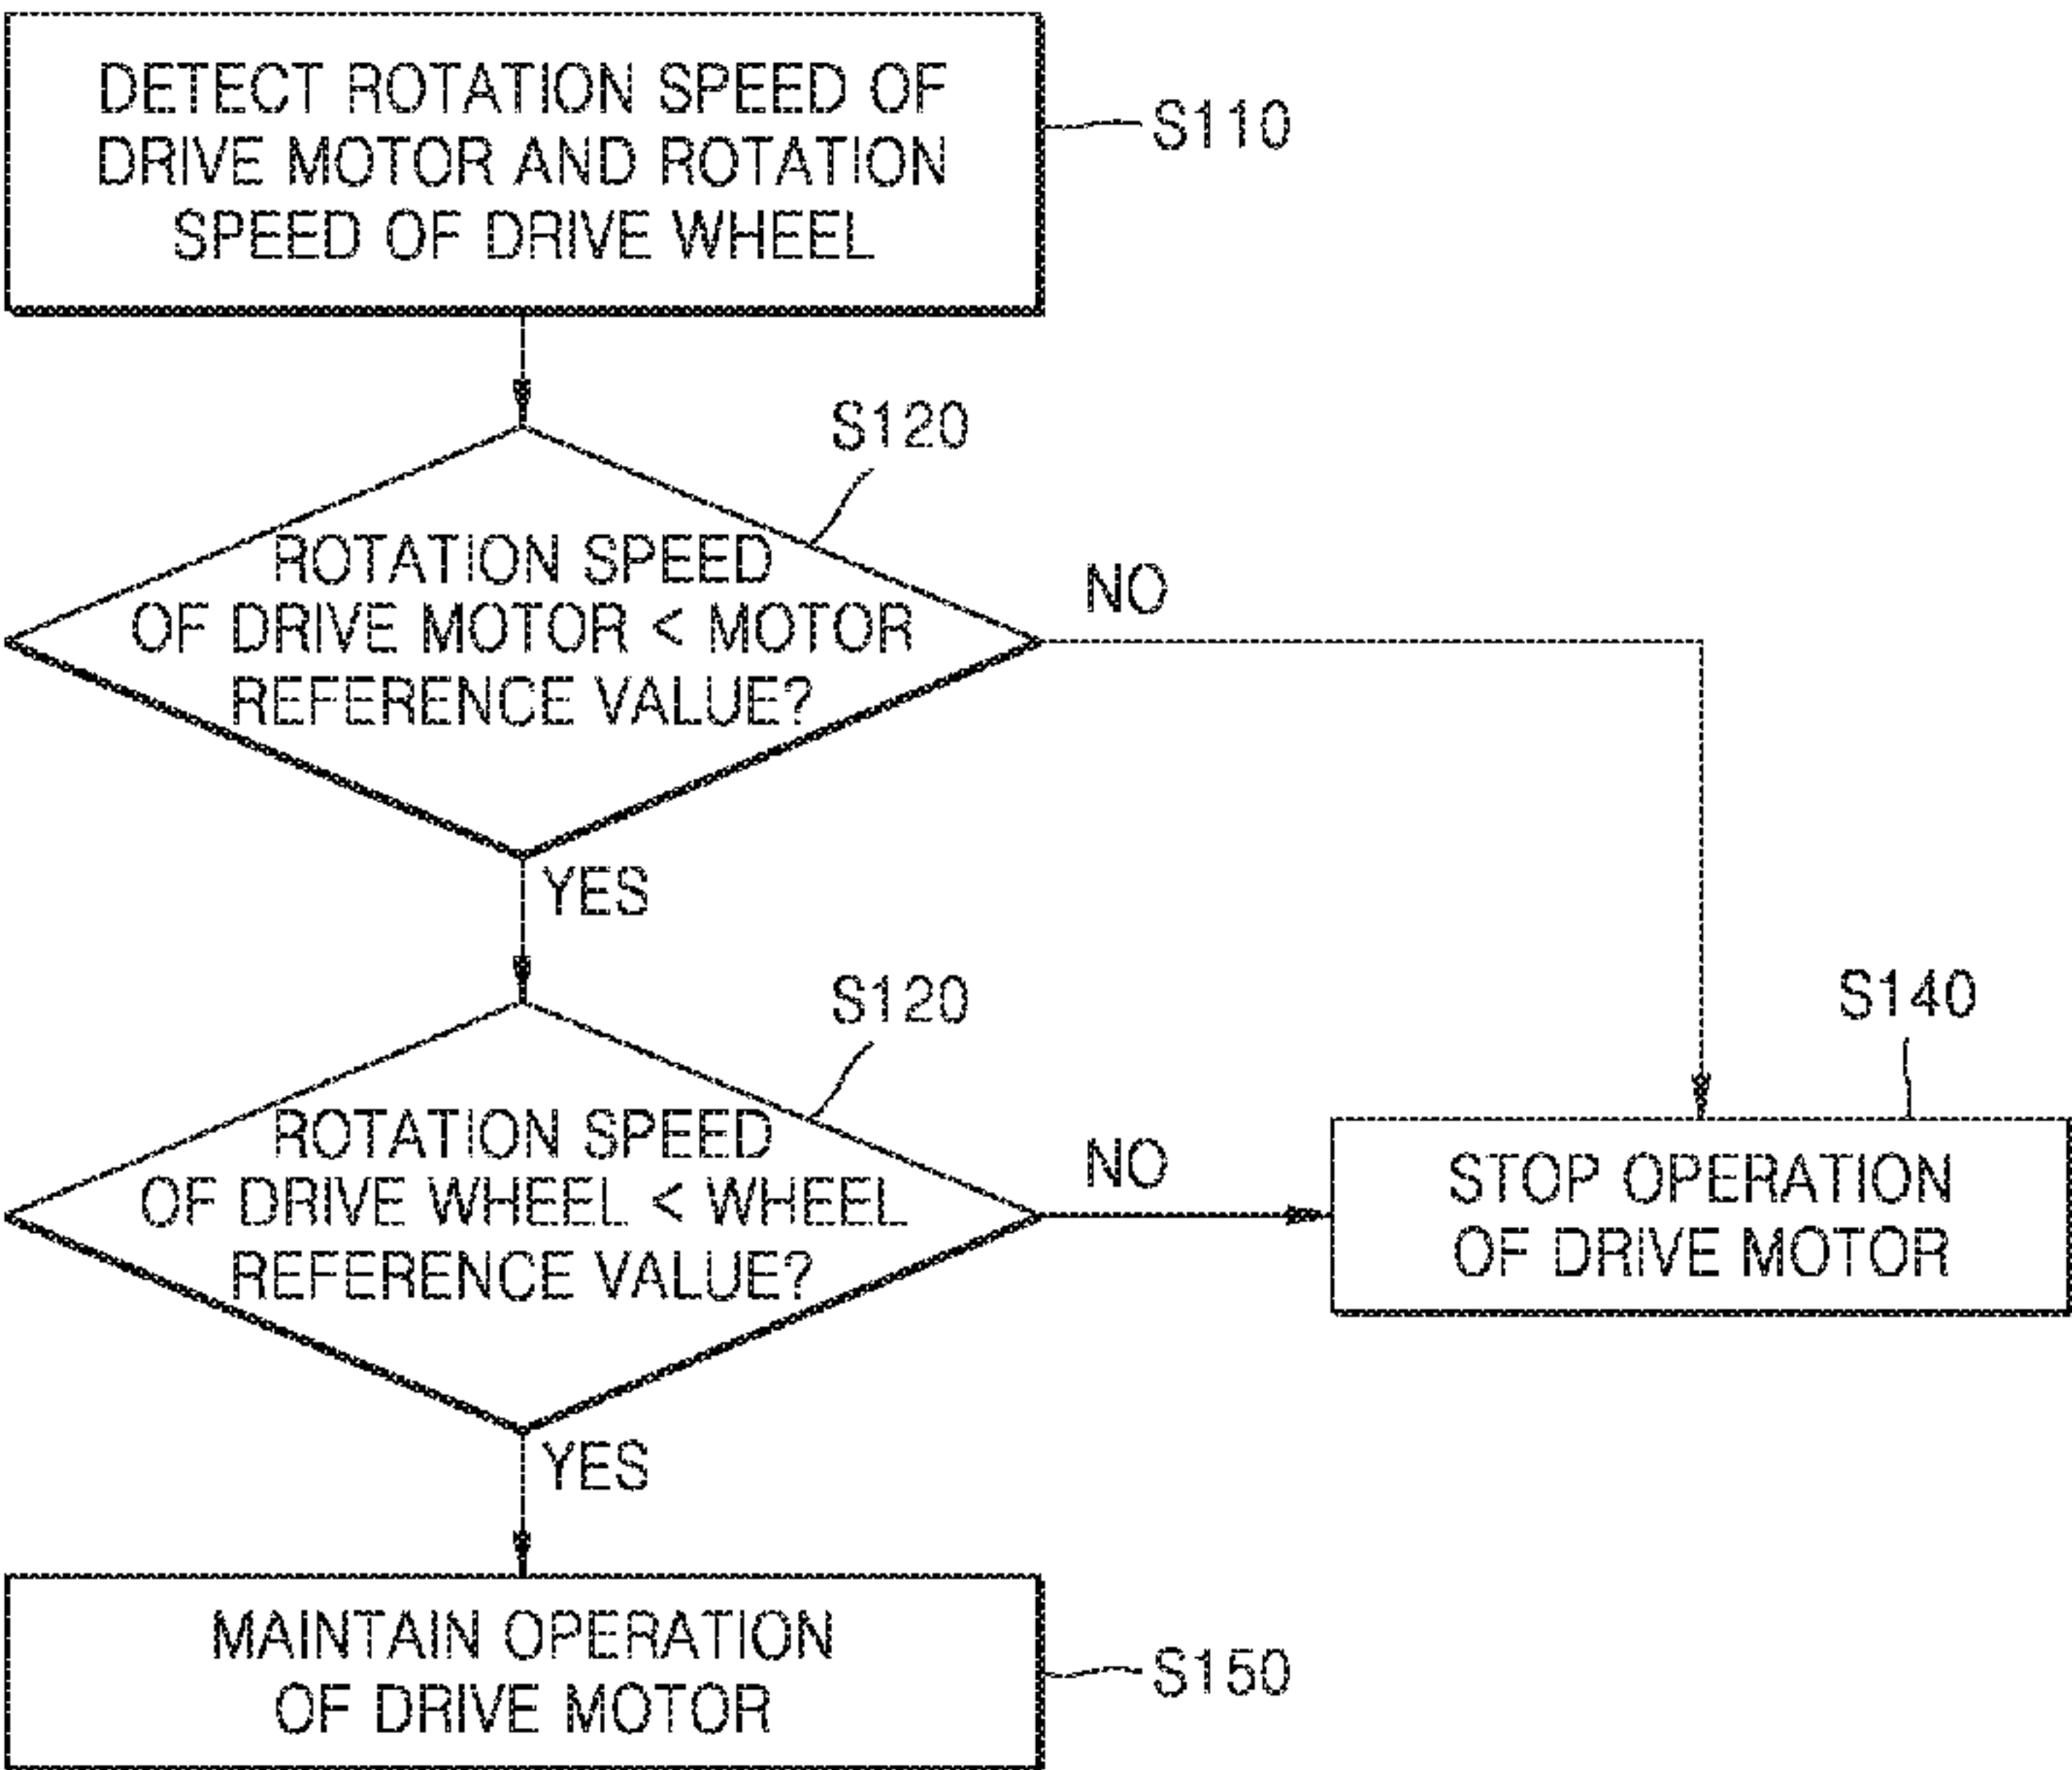 DETECT ROTATION SPEED OF
DRIVE MOTOR AND ROTATION
SPEED OF DRIVE WHEEL
S110
S120
ROTATION SPEED
OF DRIVE MOTOR < MOTOR
REFERENCE VALUE?
NO
YES
S120
ROTATION SPEED
OF DRIVE WHEEL < WHEEL
REFERENCE VALUE?
NO
S140
STOP OPERATION
OF DRIVE MOTOR
YES
MAINTAIN OPERATION
OF DRIVE MOTOR
S150